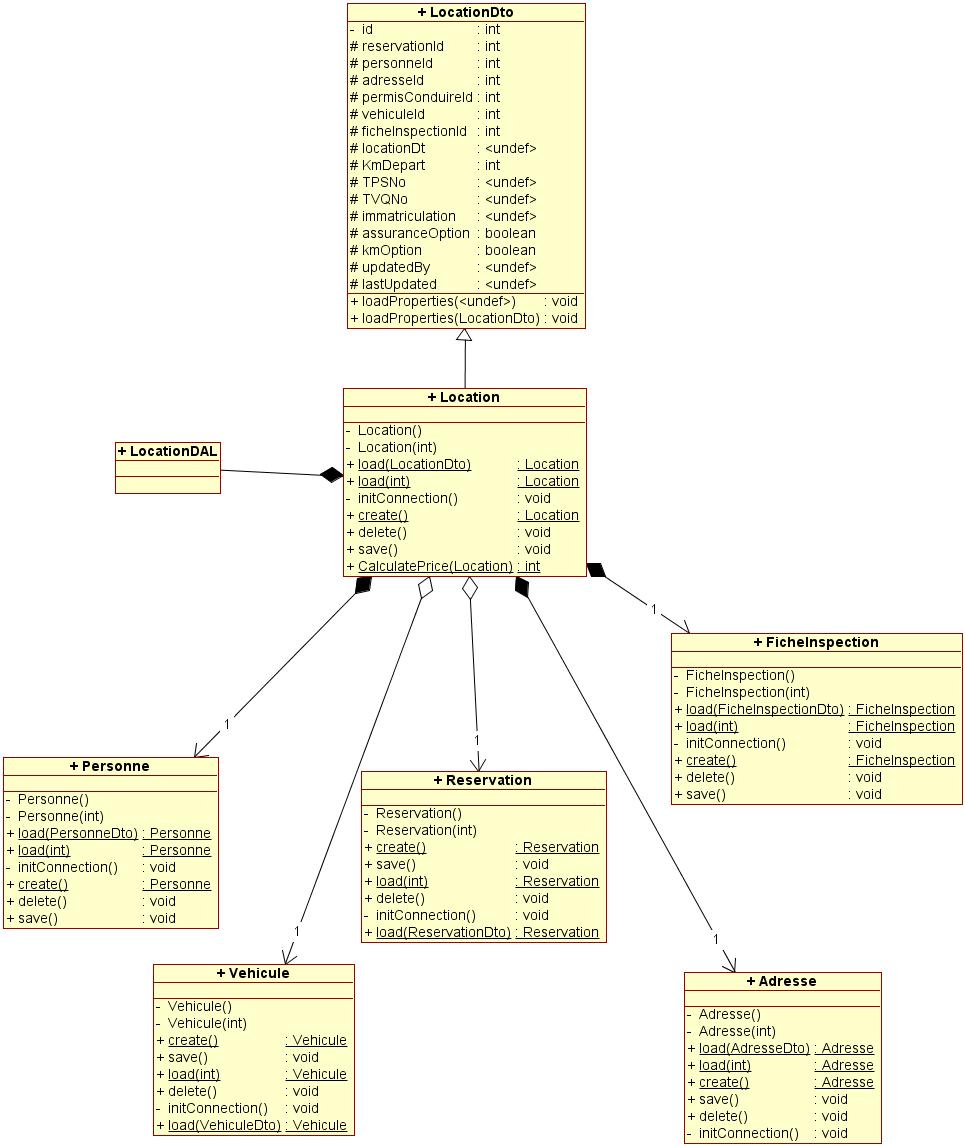 + LocationDto
- id : int
# reservationId : int
# personneId : int
# adresseId : int
# permisConduireId : int
# vehiculeId : int
# ficheInspectionId : int
# locationDt : <undef>
# KmDepart : int
# TPSNo : <undef>
# TVQNo : <undef>
# immatriculation : <undef>
# assuranceOption : boolean
# kmOption : boolean
# updatedBy : <undef>
# lastUpdated : <undef>
+ loadProperties(<undef>) : void
+ loadProperties(LocationDto) : void
+ Location
- Location()
- Location(int)
+ load(LocationDto) : Location
+ load(int) : Location
- initConnection() : void
+ create() : Location
+ delete() : void
+ save() : void
+ CalculatePrice(Location) : int
+ LocationDAL
1
1
1
1
1
+ FicheInspection
- FicheInspection()
- FicheInspection(int)
+ load(FicheInspectionDto) : FicheInspection
+ load(int) : FicheInspection
- initConnection() : void
+ create() : FicheInspection
+ delete() : void
+ save() : void
+ Personne
- Personne()
- Personne(int)
+ load(PersonneDto) : Personne
+ load(int) : Personne
- initConnection() : void
+ create() : Personne
+ delete() : void
+ save() : void
+ Reservation
- Reservation()
- Reservation(int)
+ create() : Reservation
+ save() : void
+ load(int) : Reservation
+ delete() : void
- initConnection() : void
+ load(ReservationDto) : Reservation
+ Vehicule
- Vehicule()
- Vehicule(int)
+ create() : Vehicule
+ save() : void
+ load(int) : Vehicule
+ delete() : void
- initConnection() : void
+ load(VehiculeDto) : Vehicule
+ Adresse
- Adresse()
- Adresse(int)
+ load(AdresseDto) : Adresse
+ load(int) : Adresse
+ create() : Adresse
+ save() : void
+ delete() : void
- initConnection() : void